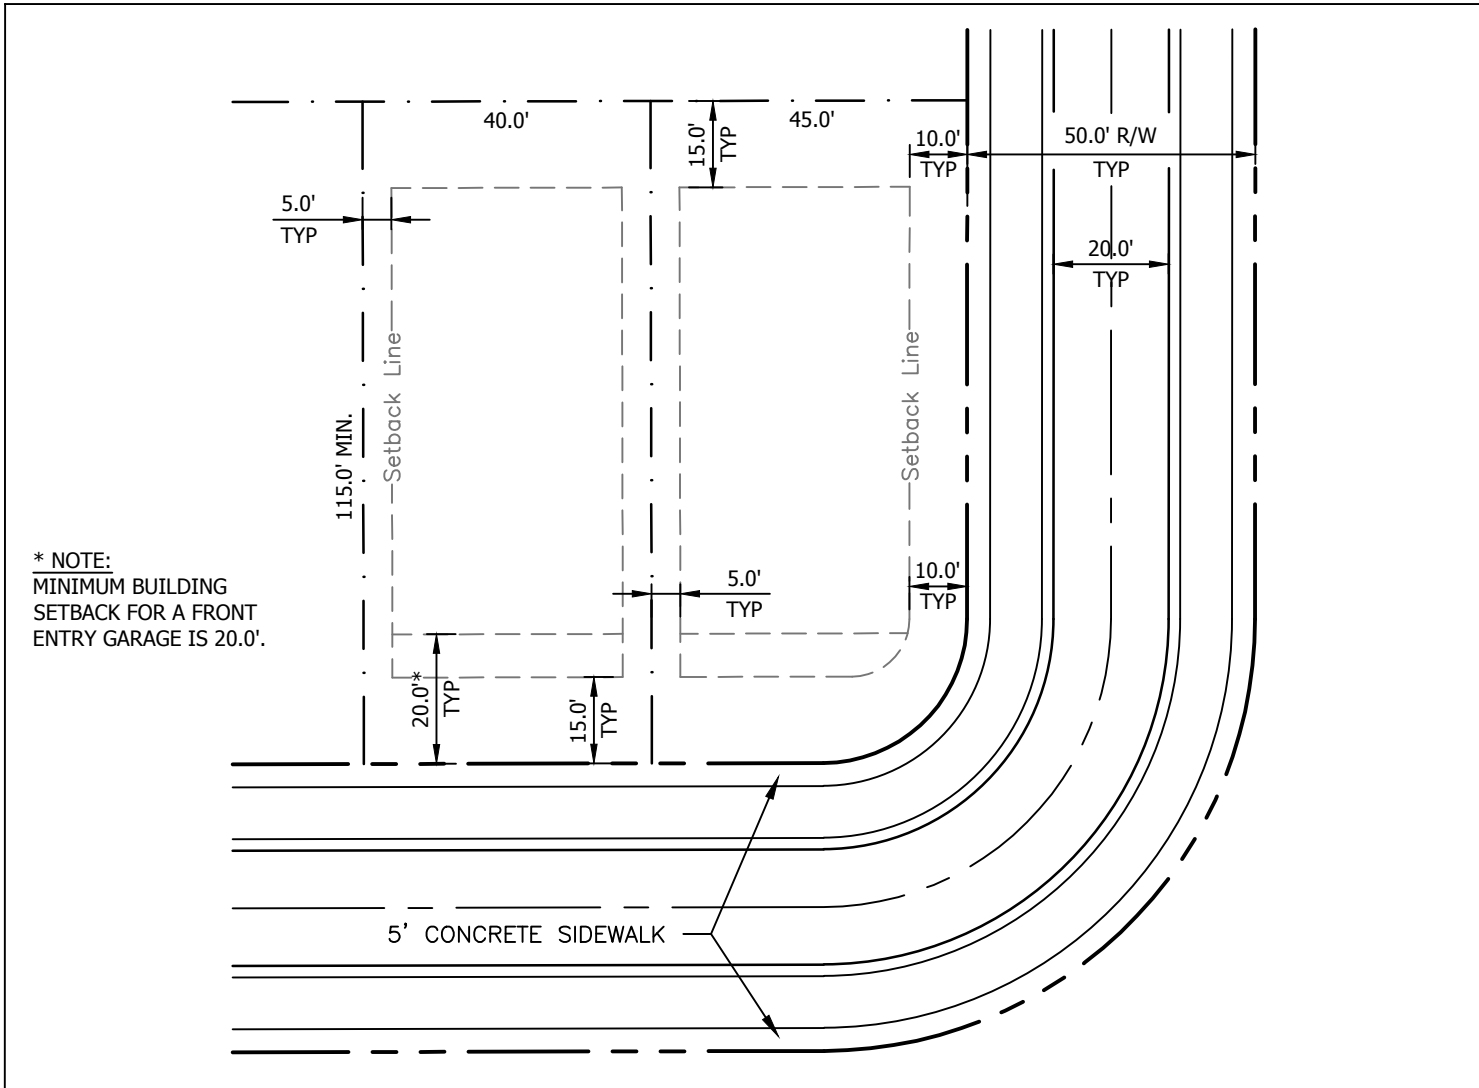 40.0'
45.0'
15.0'
TYP
10.0'
TYP
50.0' R/W
TYP
5.0'
TYP
20.0'
TYP
Setback Line
Setback Line
115.0' MIN.
* NOTE:
MINIMUM BUILDING
SETBACK FOR A FRONT
ENTRY GARAGE IS 20.0'.
5.0'
TYP
10.0'
TYP
20.0'*
TYP
15.0'
TYP
5' CONCRETE SIDEWALK